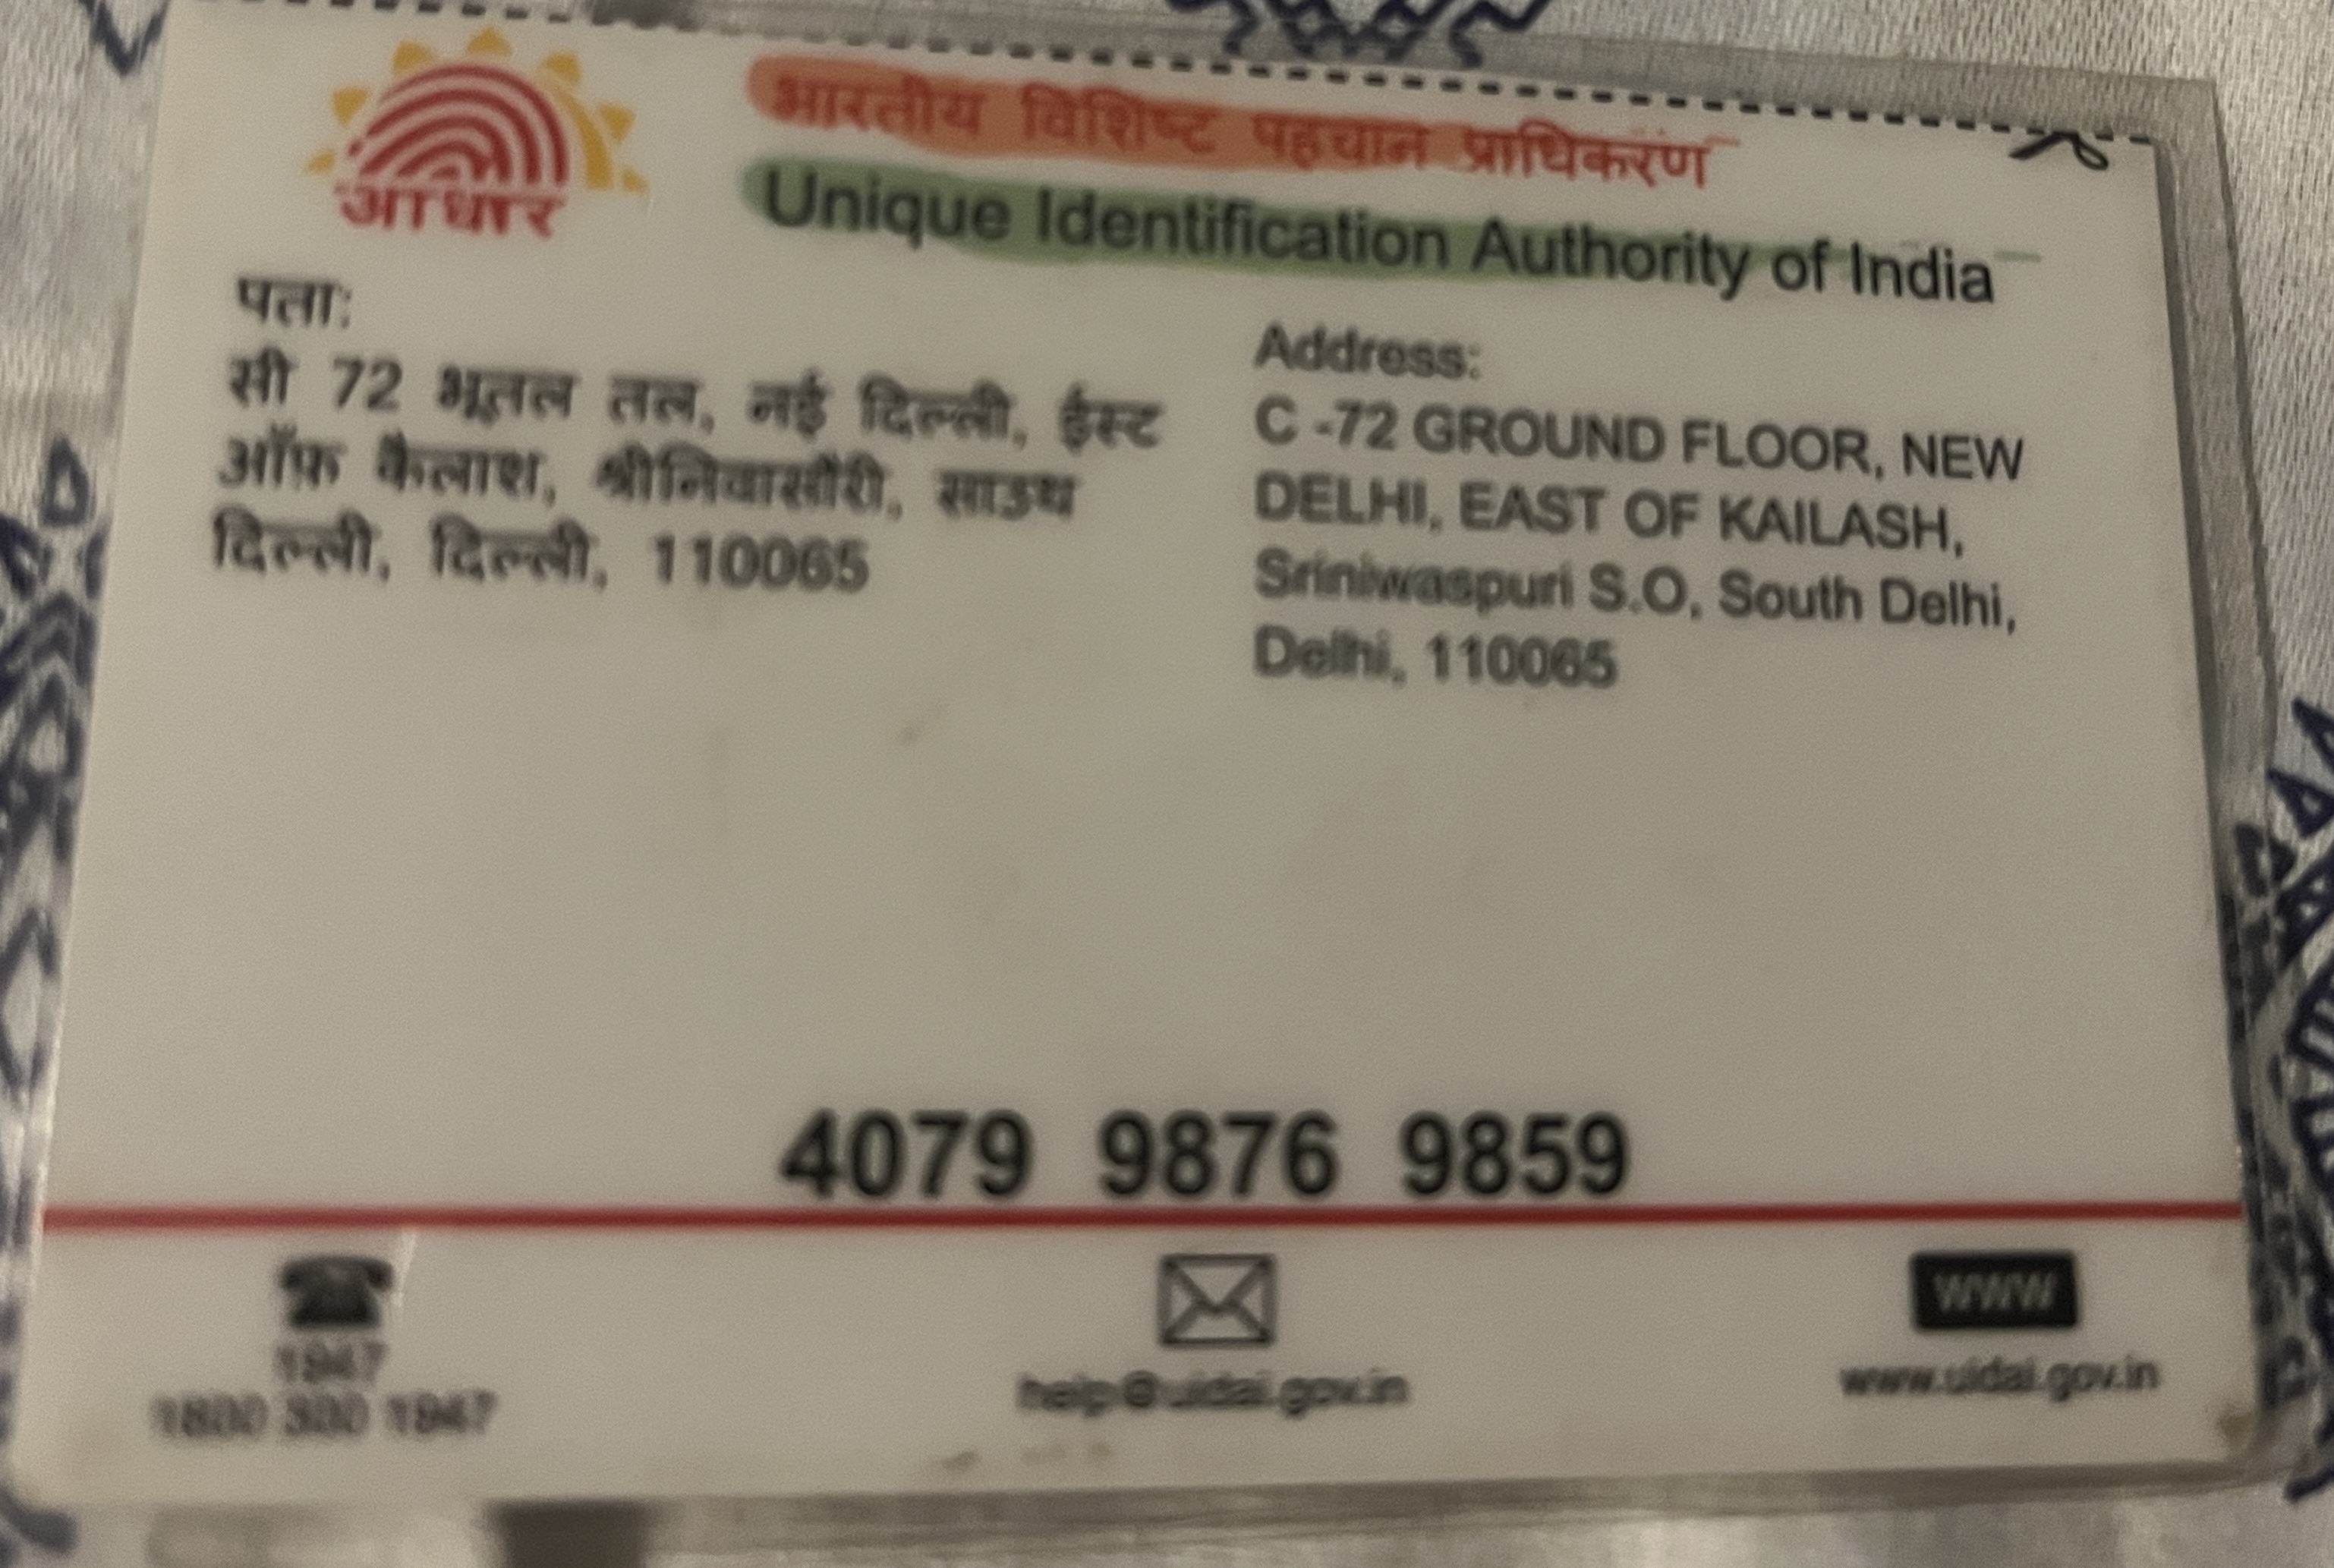 आधार
भारतीय विशिष्ट पहचान प्राधिकरण
Unique Identification Authority of India
पता:
सी 72 भूतल तल, नई दिल्ली, ईस्ट
ऑफ़ कैलाश, श्रीनिवासौरी, साउथ
दिल्ली, दिल्ली, 110065
Address:
C -72 GROUND FLOOR, NEW
DELHI, EAST OF KAILASH,
Sriniwaspuri S.O, South Delhi,
Delhi, 110065
4079 9876 9859
1947
1800 300 1947
help@uidai.gov.in
WWW
www.uidai.gov.in